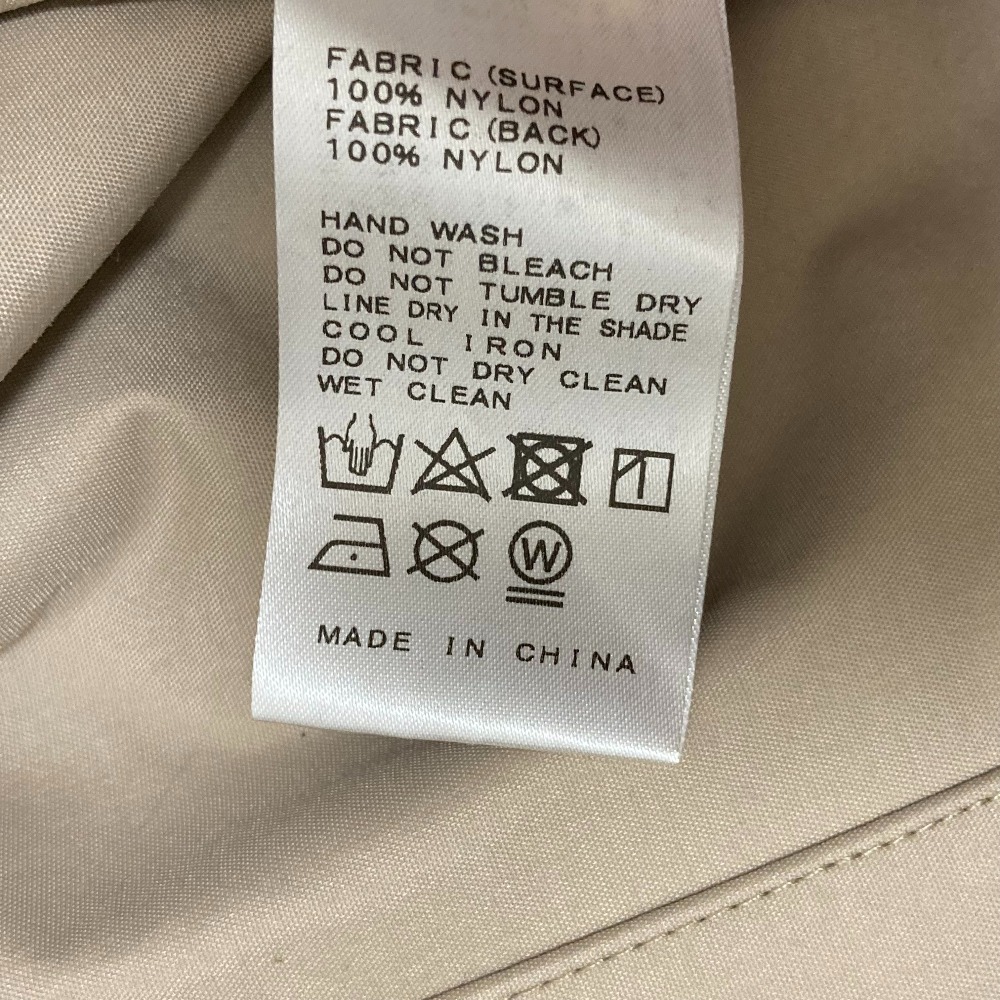 FABRIC (SURFACE)
100% NYLON
FABRIC (BACK)
100% NYLON
HAND WASH
DO NOT BLEACH
DO NOT TUMBLE DRY
LINE DRY IN THE SHADE
COOL IRON
DO NOT DRY CLEAN
WET CLEAN
W
MADE IN CHINA